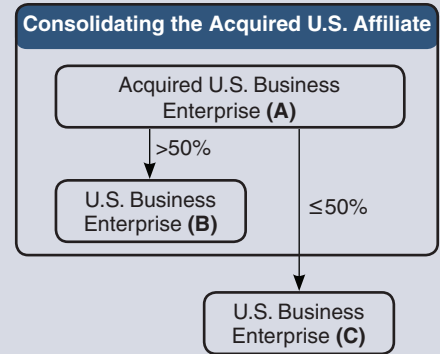 Consolidating the Acquired U.S. Affiliate
Acquired U.S. Business
Enterprise (A)
>50%
U.S. Business
Enterprise (B)
≤50%
U.S. Business
Enterprise (C)